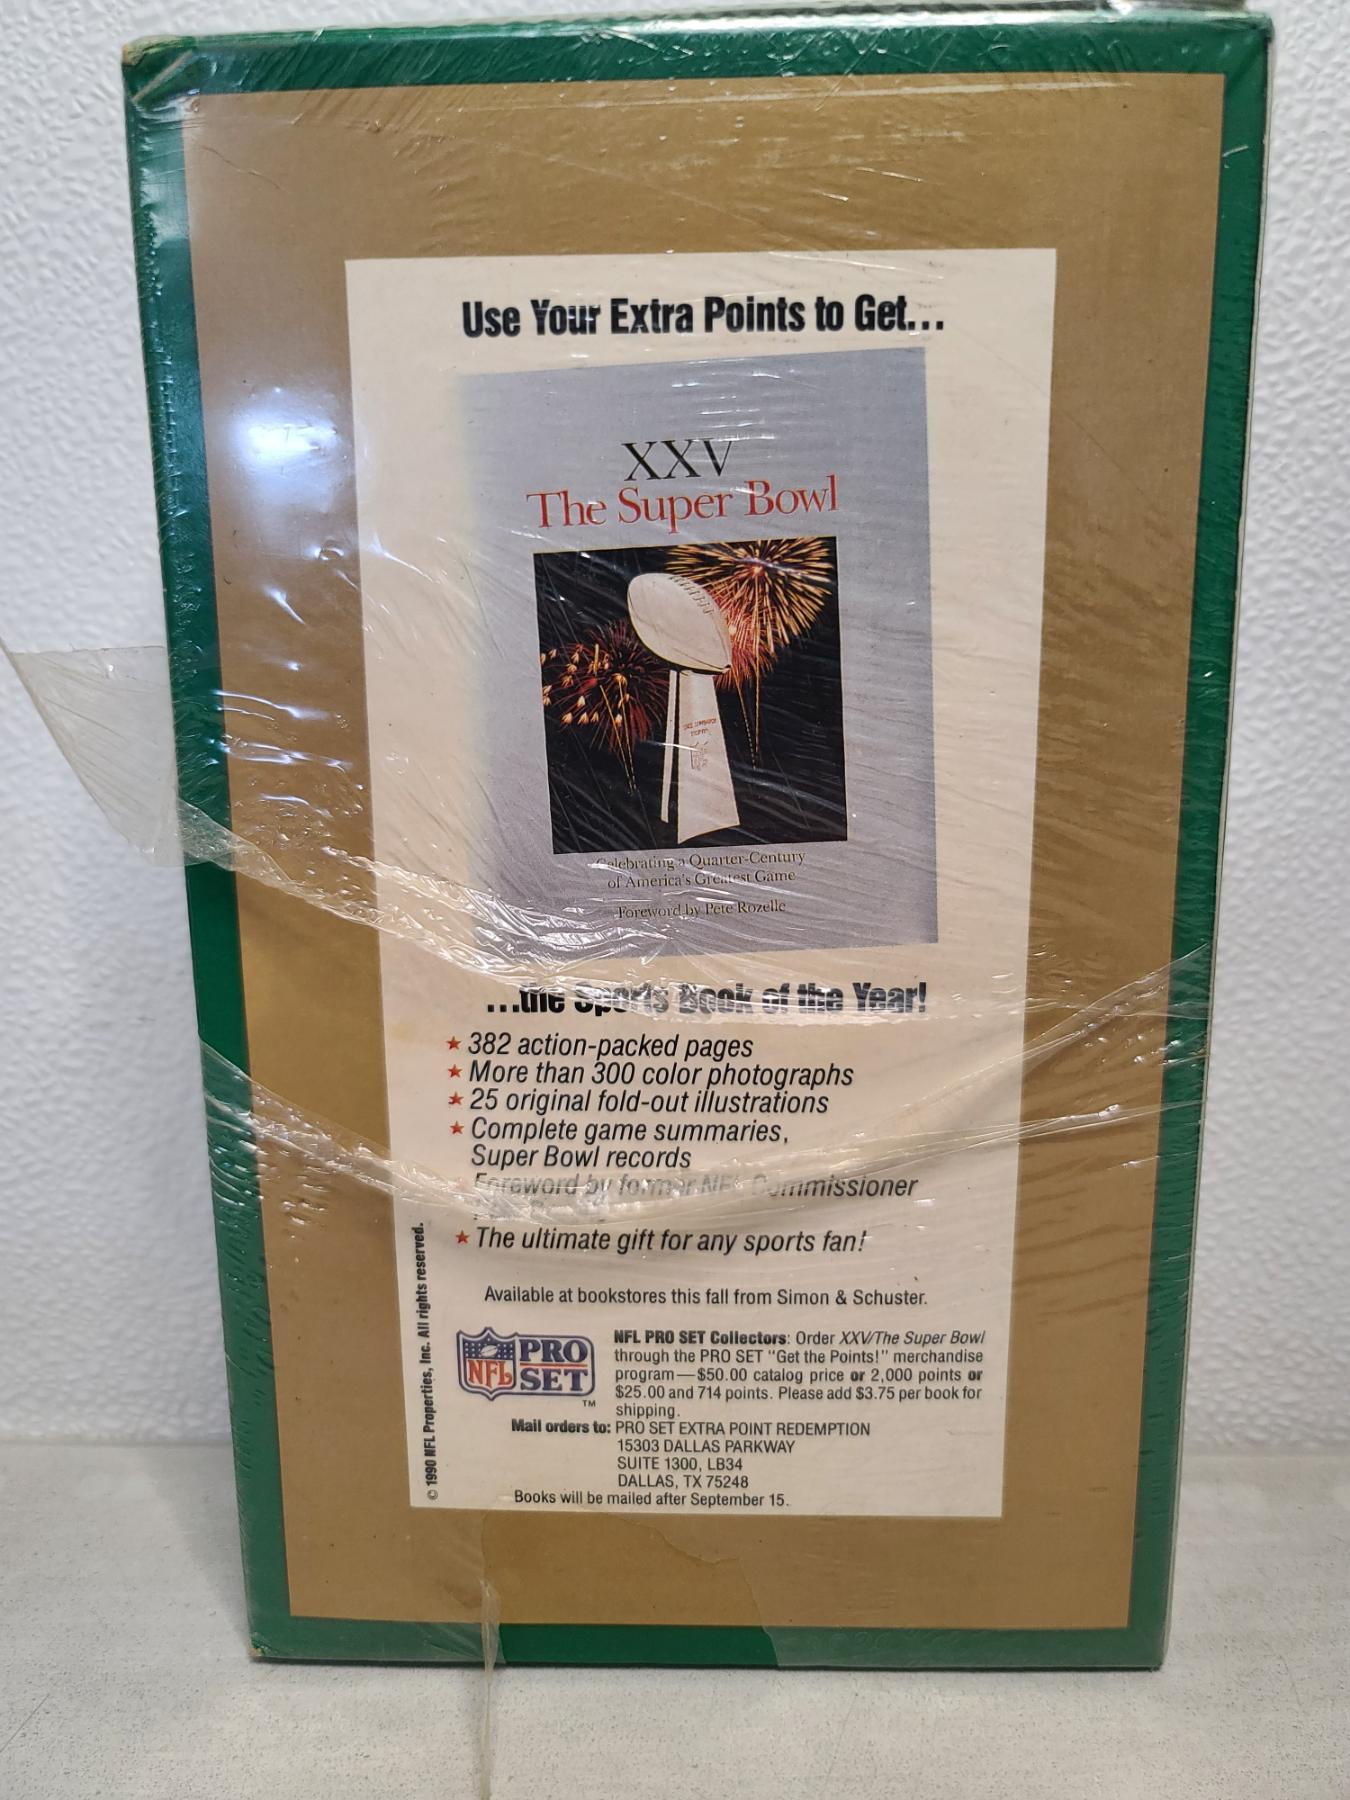 Use Your Extra Points to Get...
XXV
The Super Bowl
Celebrating a Quarter-Century
of America's Greatest Game
Foreword by Pete Rozelle
...the Sports Book of the Year!
★ 382 action-packed pages
★ More than 300 color photographs
★ 25 original fold-out illustrations
★ Complete game summaries,
Super Bowl records
Foreword by former NFL Commissioner
★ The ultimate gift for any sports fan!
Available at bookstores this fall from Simon & Schuster.
NFL PRO SET™
NFL PRO SET Collectors: Order XXV/The Super Bowl
through the PRO SET "Get the Points!" merchandise
program—$50.00 catalog price or 2,000 points or
$25.00 and 714 points. Please add $3.75 per book for
shipping.
Mail orders to: PRO SET EXTRA POINT REDEMPTION
15303 DALLAS PARKWAY
SUITE 1300, LB34
DALLAS, TX 75248
Books will be mailed after September 15.
© 1990 NFL Properties, Inc. All rights reserved.